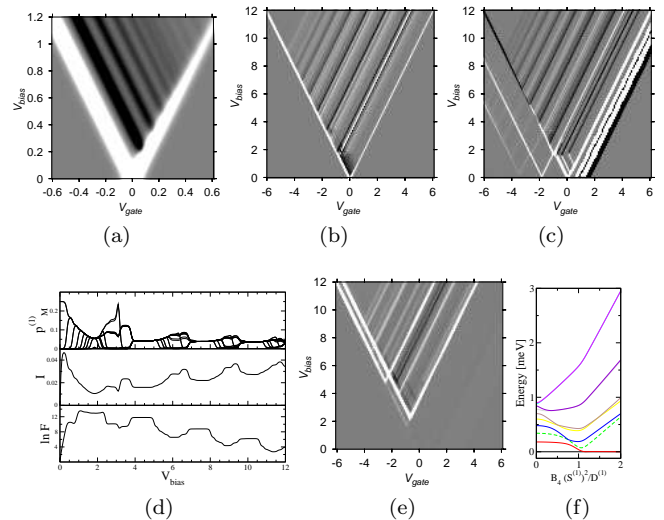 1.2
1
0.8
0.6
0.4
0.2
0
V_bias
-0.6 -0.4 -0.2 0 0.2 0.4 0.6
V_gate
(a)
12
10
8
6
4
2
0
V_bias
-6 -4 -2 0 2 4 6
V_gate
(b)
12
10
8
6
4
2
0
V_bias
-6 -4 -2 0 2 4 6
V_gate
(c)
0.2
0.1
0
p_M^(1)
0.04
0.02
0
I
12
8
4
ln F
0 2 4 6 8 10 12
V_bias
(d)
12
10
8
6
4
2
0
V_bias
-6 -4 -2 0 2 4 6
V_gate
(e)
3
2
1
0
Energy [meV]
0 1 2
B_4 (S^(1))^2/D^(1)
(f)